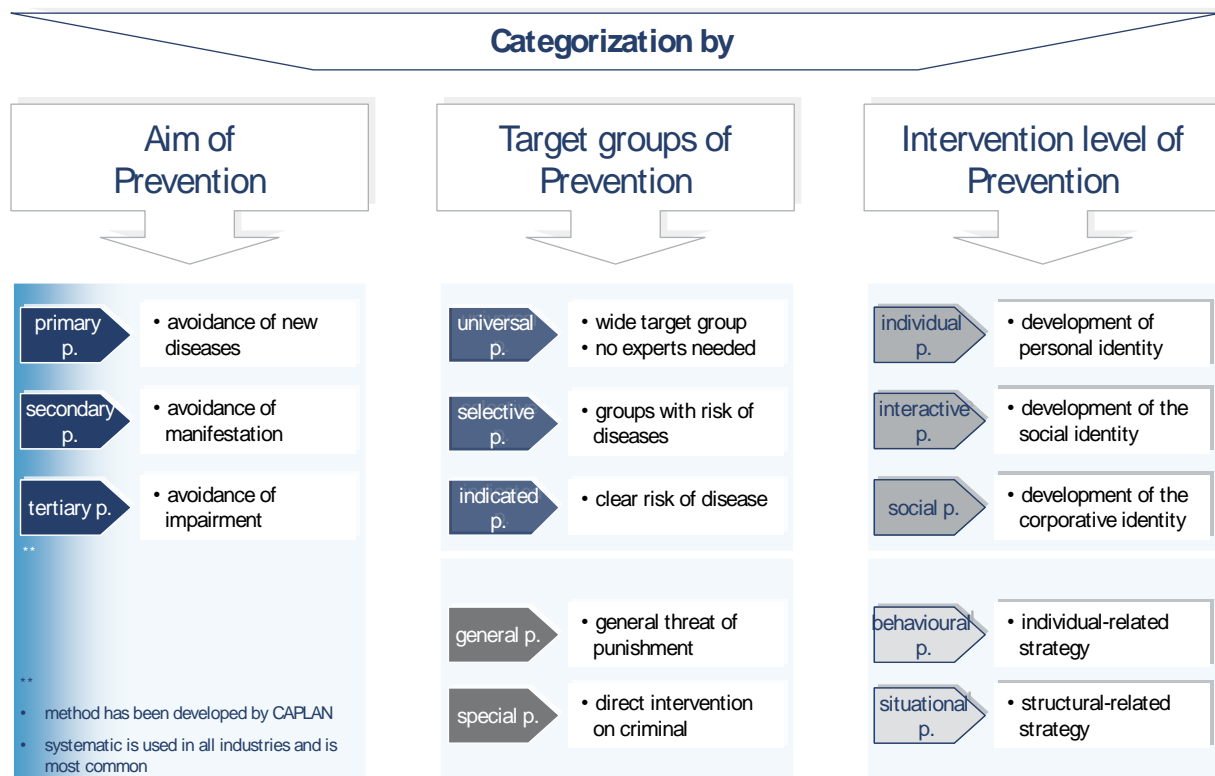 Categorization by
Aim of
Prevention
primary
p.
• avoidance of new
diseases
secondary
p.
• avoidance of
manifestation
tertiary p.
• avoidance of
impairment
**
**
• method has been developed by CAPLAN
• systematic is used in all industries and is
most common
Target groups of
Prevention
universal
p.
• wide target group
• no experts needed
selective
p.
• groups with risk of
diseases
indicated
p.
• clear risk of disease
general p.
• general threat of
punishment
special p.
• direct intervention
on criminal
Intervention level of
Prevention
individual
p.
• development of
personal identity
interactive
p.
• development of the
social identity
social p.
• development of the
corporative identity
behavioural
p.
• individual-related
strategy
situational
p.
• structural-related
strategy